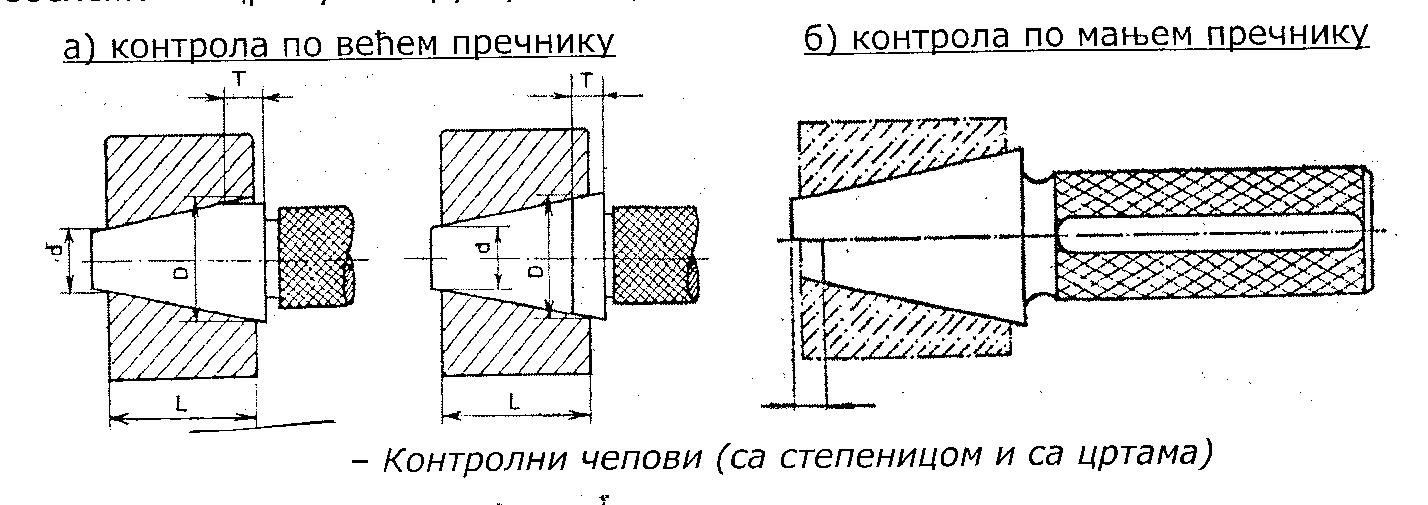 а) контрола по већем пречнику
б) контрола по мањем пречнику
T
T
d
D
d
D
L
L
– Контролни чепови (са степеницом и са цртама)